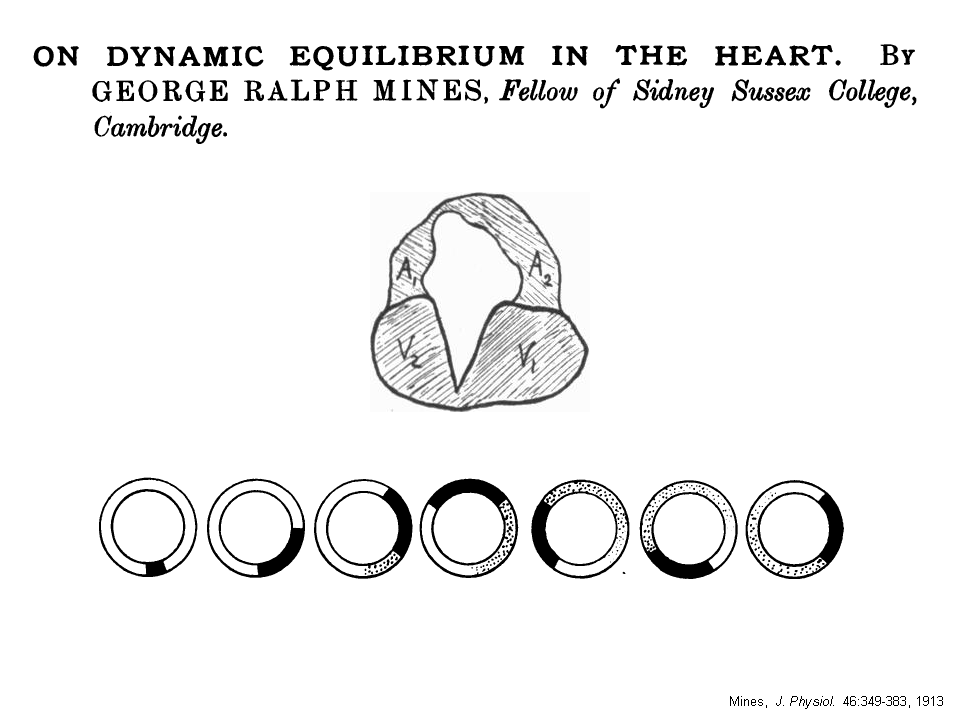 ON DYNAMIC EQUILIBRIUM IN THE HEART. By
GEORGE RALPH MINES, Fellow of Sidney Sussex College,
Cambridge.
A₁ A₂
V₂ V₁
Mines, J. Physiol. 46:349-383, 1913